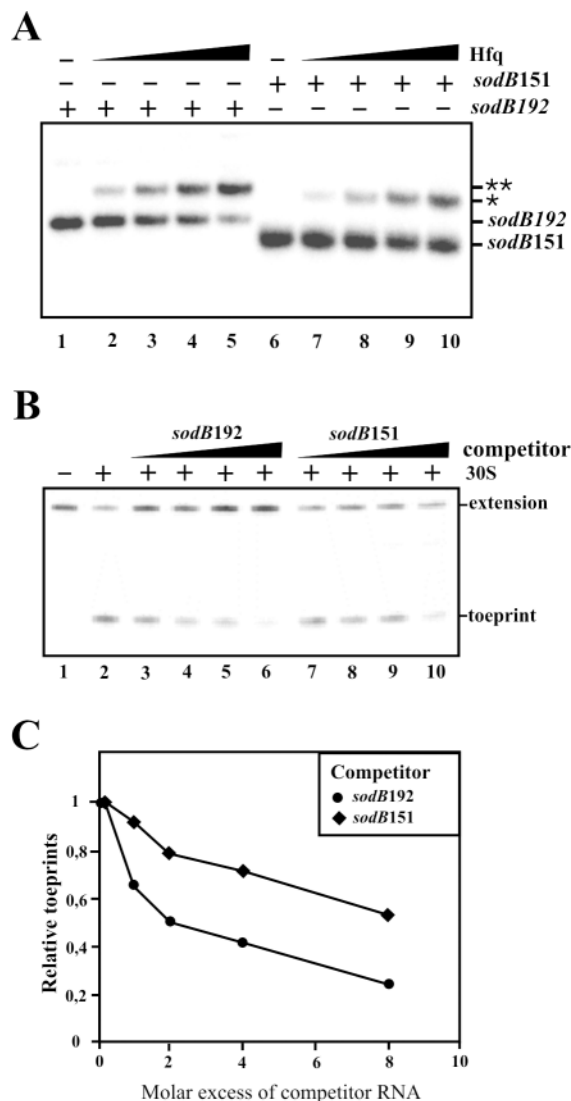 A
– – Hfq
– – – – – + + + + + sodB151
+ + + + + – – – – – sodB192
**
*
sodB192
sodB151
1 2 3 4 5 6 7 8 9 10
B
sodB192 sodB151 competitor
– + + + + + + + + + 30S
extension
toeprint
1 2 3 4 5 6 7 8 9 10
C
Competitor
sodB192
sodB151
Relative toeprints
1
0,8
0,6
0,4
0,2
0
0 2 4 6 8 10
Molar excess of competitor RNA